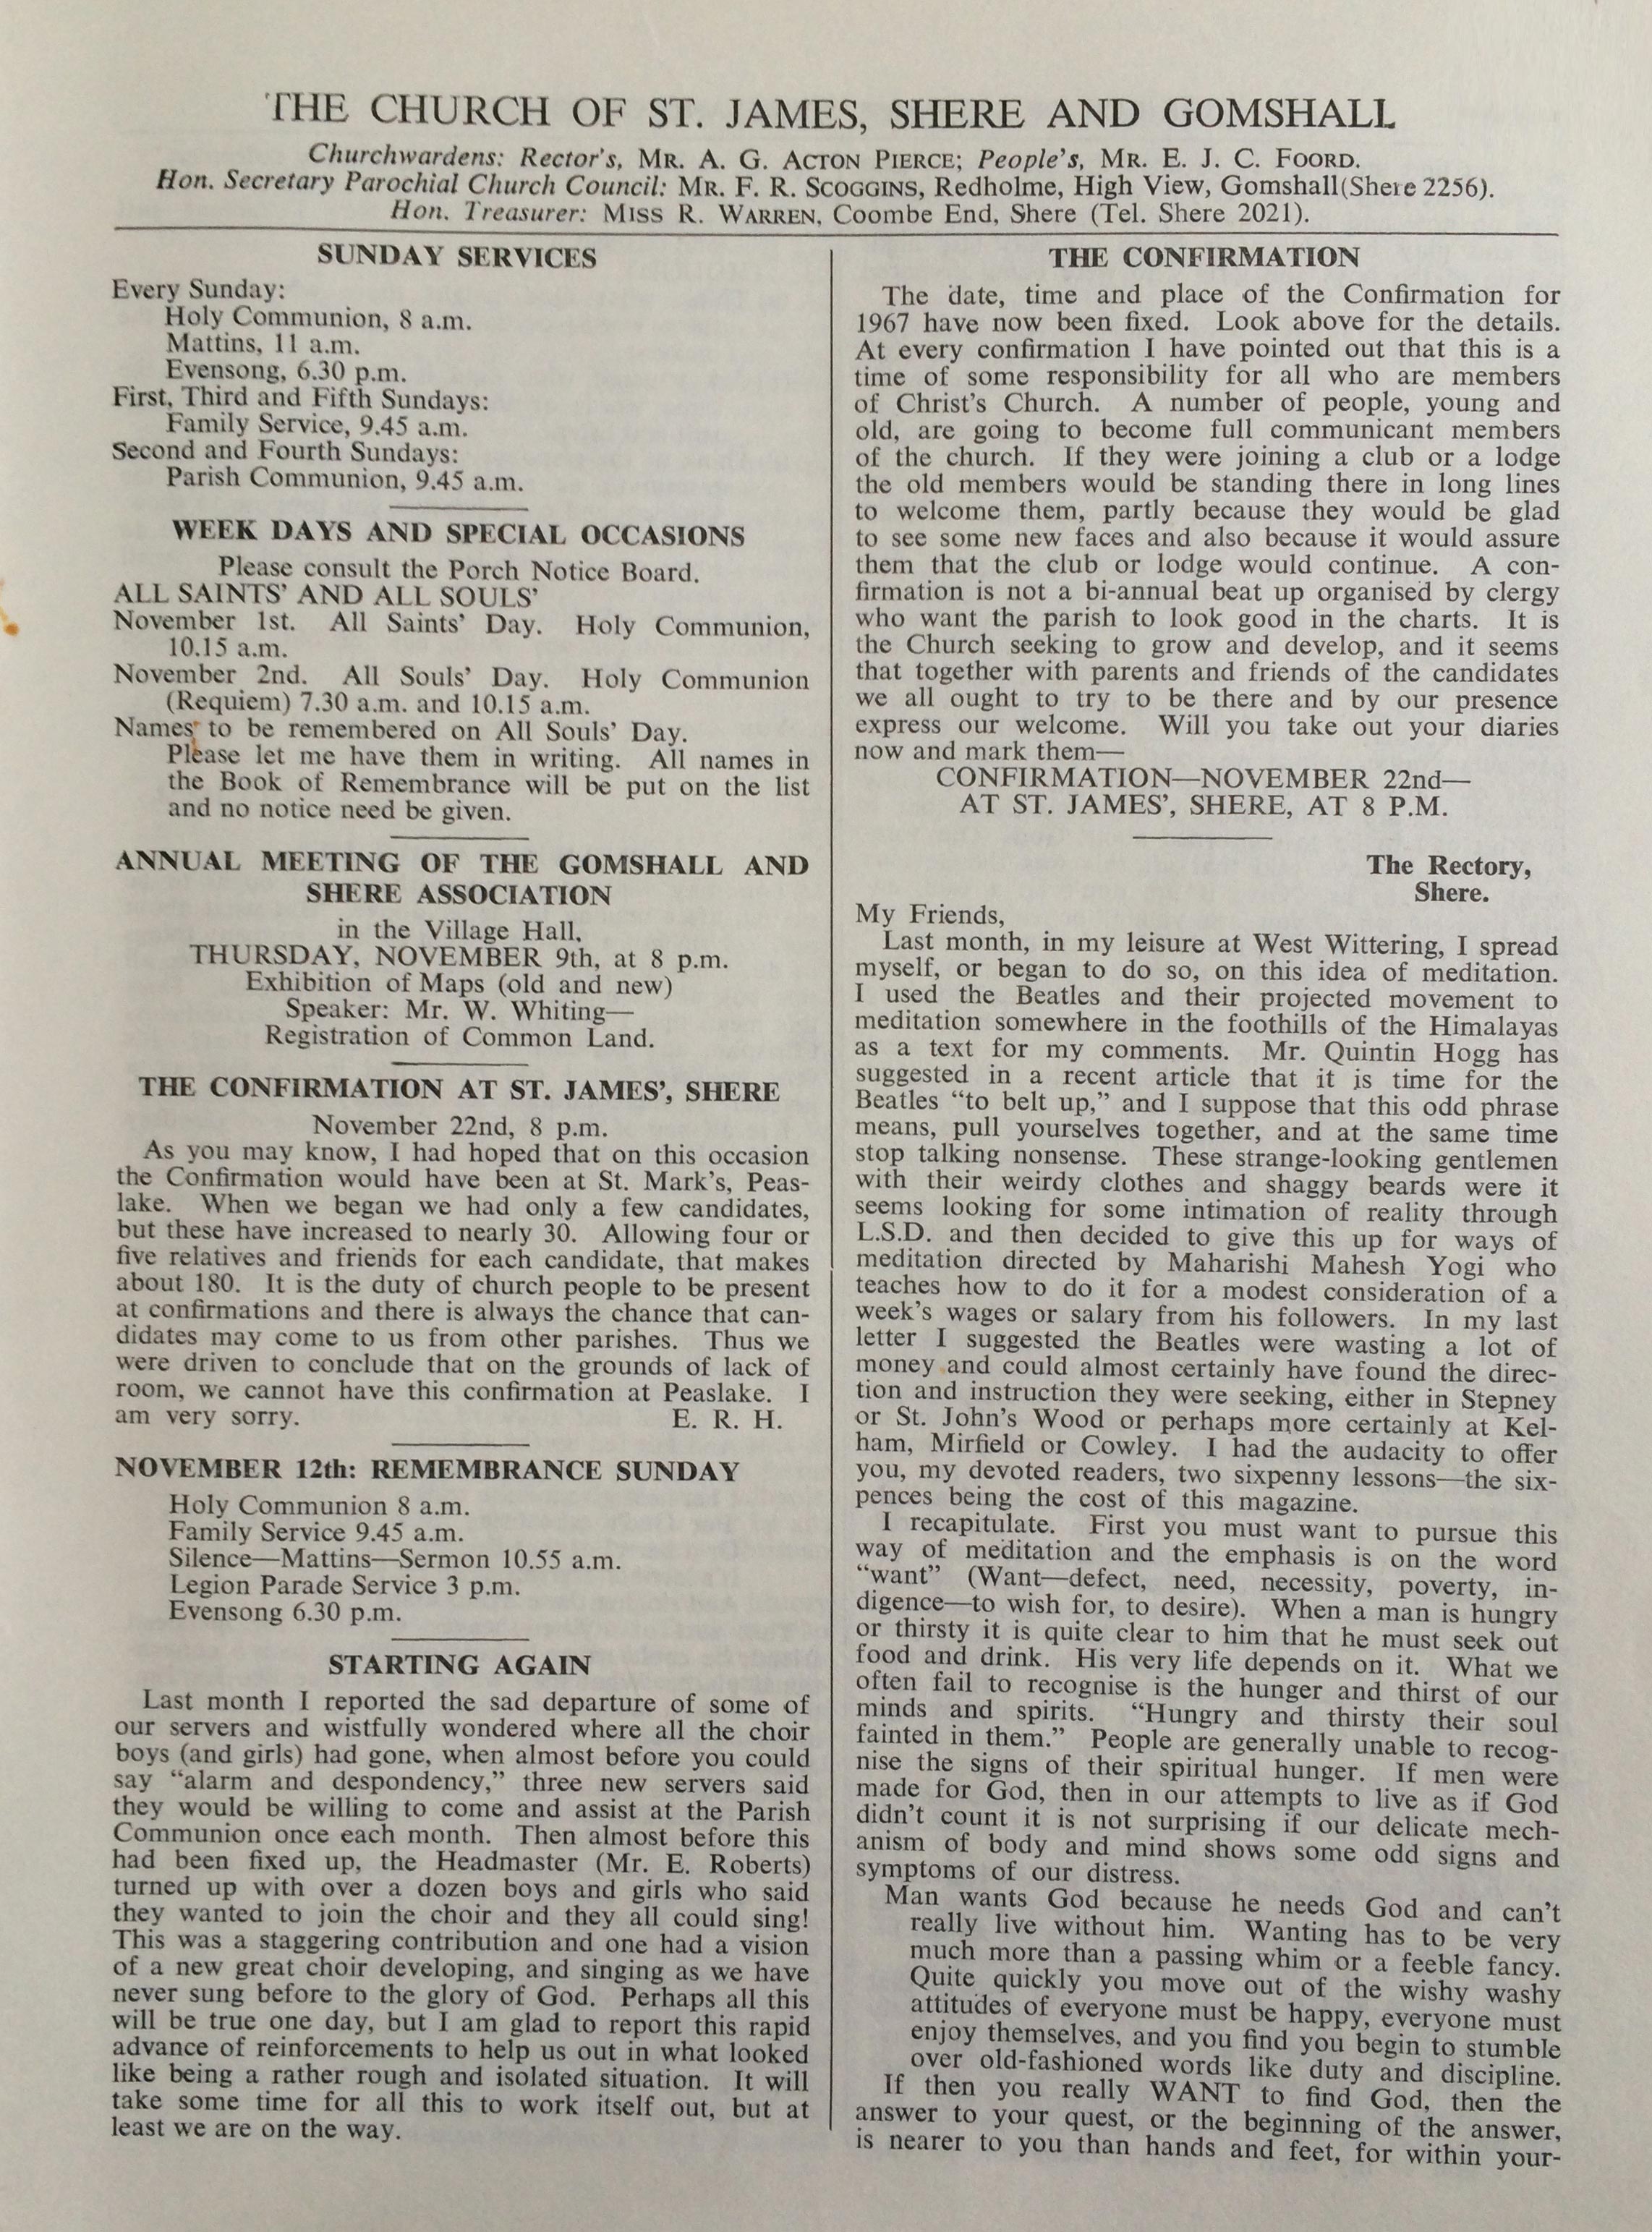 THE CHURCH OF ST. JAMES, SHERE AND GOMSHALL
Churchwardens: Rector's, MR. A. G. ACTON PIERCE; People's, MR. E. J. C. FOORD.
Hon. Secretary Parochial Church Council: MR. F. R. SCOGGINS, Redholme, High View, Gomshall(Shere 2256).
Hon. Treasurer: MISS R. WARREN, Coombe End, Shere (Tel. Shere 2021).
SUNDAY SERVICES
Every Sunday:
Holy Communion, 8 a.m.
Mattins, 11 a.m.
Evensong, 6.30 p.m.
First, Third and Fifth Sundays:
Family Service, 9.45 a.m.
Second and Fourth Sundays:
Parish Communion, 9.45 a.m.
WEEK DAYS AND SPECIAL OCCASIONS
Please consult the Porch Notice Board.
ALL SAINTS' AND ALL SOULS'
November 1st. All Saints' Day. Holy Communion,
10.15 a.m.
November 2nd. All Souls' Day. Holy Communion
(Requiem) 7.30 a.m. and 10.15 a.m.
Names to be remembered on All Souls' Day.
Please let me have them in writing. All names in
the Book of Remembrance will be put on the list
and no notice need be given.
ANNUAL MEETING OF THE GOMSHALL AND
SHERE ASSOCIATION
in the Village Hall,
THURSDAY, NOVEMBER 9th, at 8 p.m.
Exhibition of Maps (old and new)
Speaker: Mr. W. Whiting—
Registration of Common Land.
THE CONFIRMATION AT ST. JAMES', SHERE
November 22nd, 8 p.m.
As you may know, I had hoped that on this occasion
the Confirmation would have been at St. Mark's, Peas-
lake. When we began we had only a few candidates,
but these have increased to nearly 30. Allowing four or
five relatives and friends for each candidate, that makes
about 180. It is the duty of church people to be present
at confirmations and there is always the chance that can-
didates may come to us from other parishes. Thus we
were driven to conclude that on the grounds of lack of
room, we cannot have this confirmation at Peaslake. I
am very sorry. E. R. H.
NOVEMBER 12th: REMEMBRANCE SUNDAY
Holy Communion 8 a.m.
Family Service 9.45 a.m.
Silence—Mattins—Sermon 10.55 a.m.
Legion Parade Service 3 p.m.
Evensong 6.30 p.m.
STARTING AGAIN
Last month I reported the sad departure of some of
our servers and wistfully wondered where all the choir
boys (and girls) had gone, when almost before you could
say "alarm and despondency," three new servers said
they would be willing to come and assist at the Parish
Communion once each month. Then almost before this
had been fixed up, the Headmaster (Mr. E. Roberts)
turned up with over a dozen boys and girls who said
they wanted to join the choir and they all could sing!
This was a staggering contribution and one had a vision
of a new great choir developing, and singing as we have
never sung before to the glory of God. Perhaps all this
will be true one day, but I am glad to report this rapid
advance of reinforcements to help us out in what looked
like being a rather rough and isolated situation. It will
take some time for all this to work itself out, but at
least we are on the way.
THE CONFIRMATION
The date, time and place of the Confirmation for
1967 have now been fixed. Look above for the details.
At every confirmation I have pointed out that this is a
time of some responsibility for all who are members
of Christ's Church. A number of people, young and
old, are going to become full communicant members
of the church. If they were joining a club or a lodge
the old members would be standing there in long lines
to welcome them, partly because they would be glad
to see some new faces and also because it would assure
them that the club or lodge would continue. A con-
firmation is not a bi-annual beat up organised by clergy
who want the parish to look good in the charts. It is
the Church seeking to grow and develop, and it seems
that together with parents and friends of the candidates
we all ought to try to be there and by our presence
express our welcome. Will you take out your diaries
now and mark them—
CONFIRMATION—NOVEMBER 22nd—
AT ST. JAMES', SHERE, AT 8 P.M.
The Rectory,
Shere.
My Friends,
Last month, in my leisure at West Wittering, I spread
myself, or began to do so, on this idea of meditation.
I used the Beatles and their projected movement to
meditation somewhere in the foothills of the Himalayas
as a text for my comments. Mr. Quintin Hogg has
suggested in a recent article that it is time for the
Beatles "to belt up," and I suppose that this odd phrase
means, pull yourselves together, and at the same time
stop talking nonsense. These strange-looking gentlemen
with their weirdy clothes and shaggy beards were it
seems looking for some intimation of reality through
L.S.D. and then decided to give this up for ways of
meditation directed by Maharishi Mahesh Yogi who
teaches how to do it for a modest consideration of a
week's wages or salary from his followers. In my last
letter I suggested the Beatles were wasting a lot of
money and could almost certainly have found the direc-
tion and instruction they were seeking, either in Stepney
or St. John's Wood or perhaps more certainly at Kel-
ham, Mirfield or Cowley. I had the audacity to offer
you, my devoted readers, two sixpenny lessons—the six-
pences being the cost of this magazine.
I recapitulate. First you must want to pursue this
way of meditation and the emphasis is on the word
"want" (Want—defect, need, necessity, poverty, in-
digence—to wish for, to desire). When a man is hungry
or thirsty it is quite clear to him that he must seek out
food and drink. His very life depends on it. What we
often fail to recognise is the hunger and thirst of our
minds and spirits. "Hungry and thirsty their soul
fainted in them." People are generally unable to recog-
nise the signs of their spiritual hunger. If men were
made for God, then in our attempts to live as if God
didn't count it is not surprising if our delicate mech-
anism of body and mind shows some odd signs and
symptoms of our distress.
Man wants God because he needs God and can't
really live without him. Wanting has to be very
much more than a passing whim or a feeble fancy.
Quite quickly you move out of the wishy washy
attitudes of everyone must be happy, everyone must
enjoy themselves, and you find you begin to stumble
over old-fashioned words like duty and discipline.
If then you really WANT to find God, then the
answer to your quest, or the beginning of the answer,
is nearer to you than hands and feet, for within your-